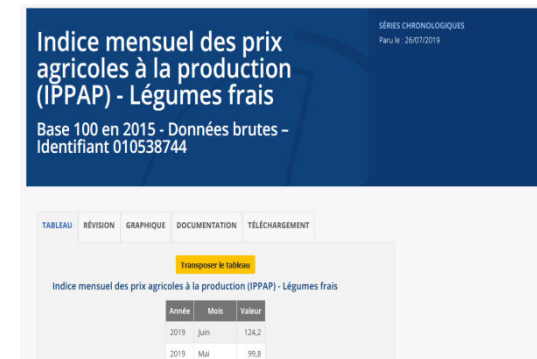 Indice mensuel des prix
agricoles à la production
(IPPAP) - Légumes frais
Base 100 en 2015 - Données brutes –
Identifiant 010538744
SÉRIES CHRONOLOGIQUES
Paru le : 26/07/2019
TABLEAU RÉVISION GRAPHIQUE DOCUMENTATION TÉLÉCHARGEMENT
Transposer le tableau
Indice mensuel des prix agricoles à la production (IPPAP) - Légumes frais
Année Mois Valeur
2019 Juin 124,2
2019 Mai 99,8